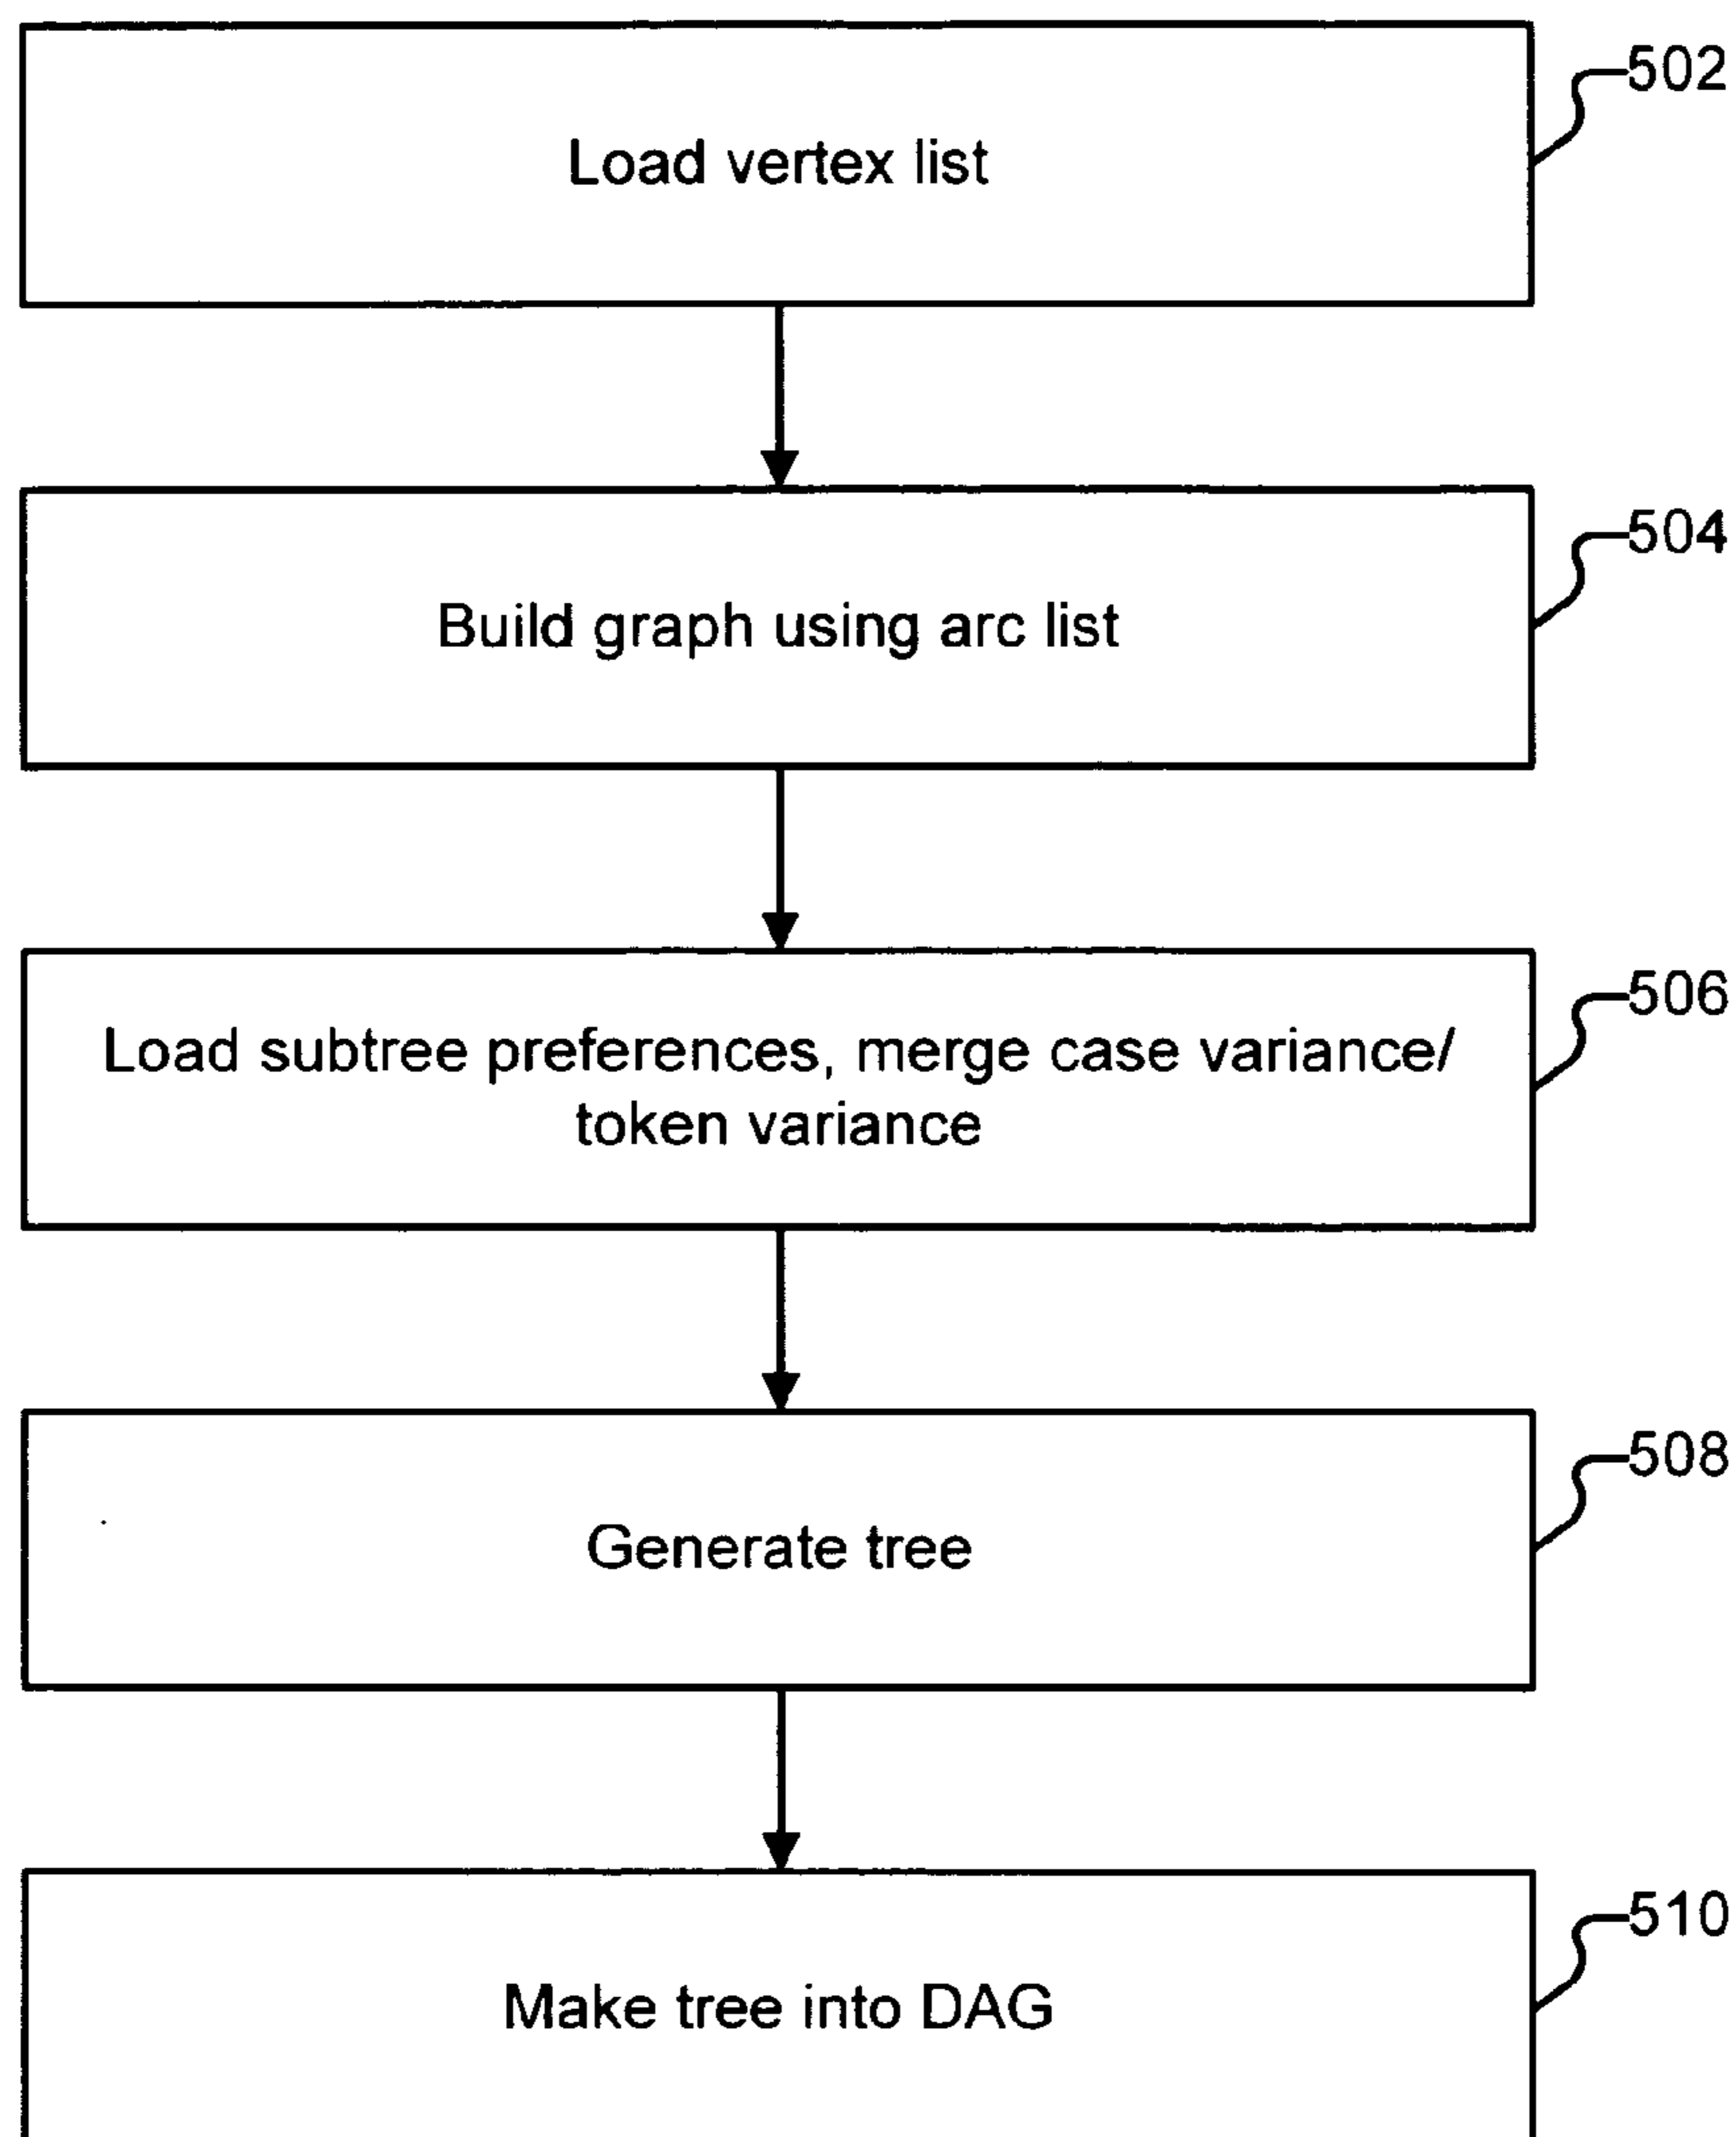 502
Load vertex list
504
Build graph using arc list
506
Load subtree preferences, merge case variance/
token variance
508
Generate tree
510
Make tree into DAG